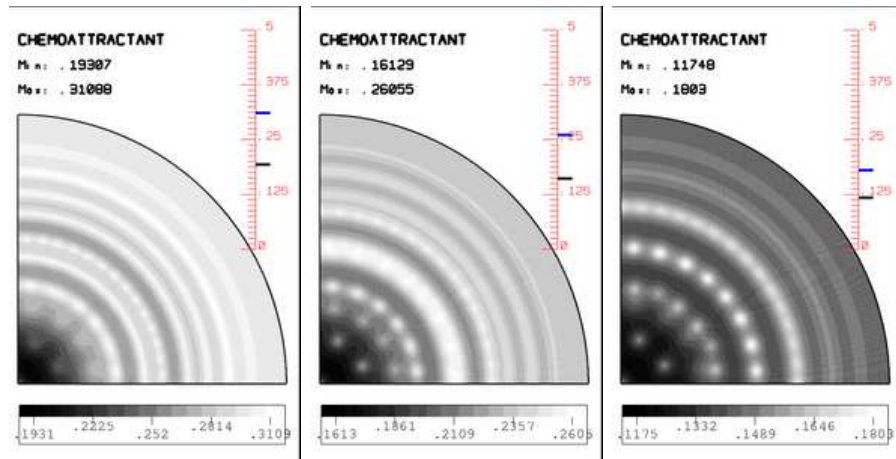 CHEMOATTRACTANT
Min: .19307
Max: .31088
.5
.375
.25
.125
0
.1931 .2225 .252 .2814 .3109
CHEMOATTRACTANT
Min: .16129
Max: .26055
.5
.375
.25
.125
0
.1613 .1861 .2109 .2357 .2605
CHEMOATTRACTANT
Min: .11748
Max: .1803
.5
.375
.25
.125
0
.1175 .1332 .1489 .1646 .1803